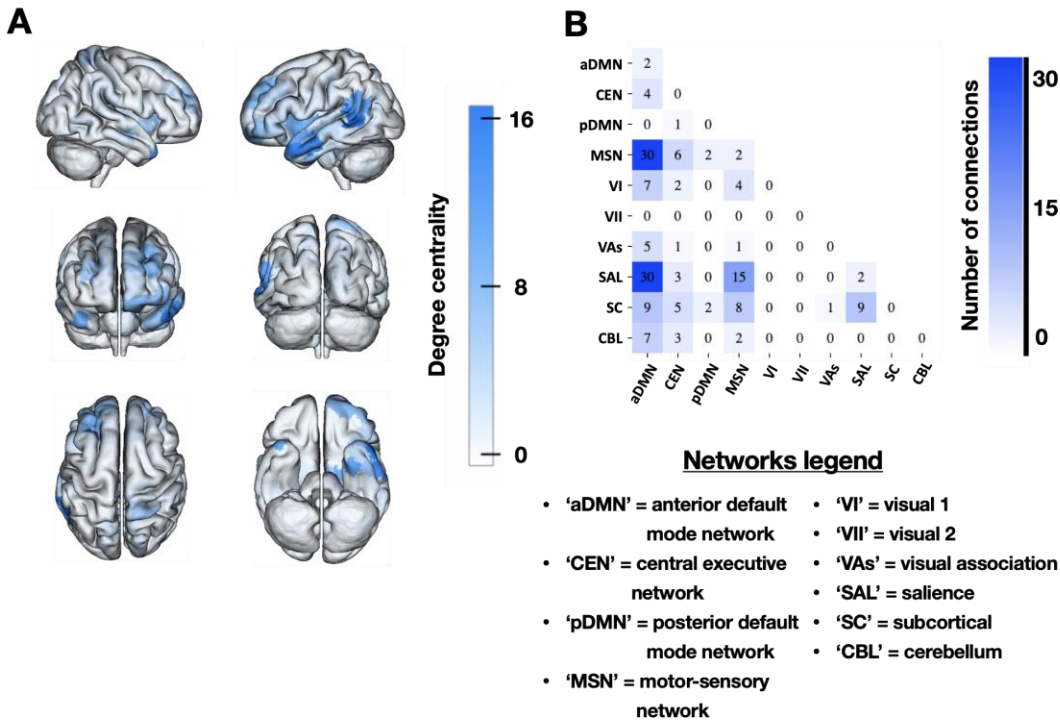 A
B
16
8
0
Degree centrality
aDMN 2
CEN 4 0
pDMN 0 1 0
MSN 30 6 2 2
VI 7 2 0 4 0
VII 0 0 0 0 0 0
VAs 5 1 0 1 0 0 0
SAL 30 3 0 15 0 0 0 2
SC 9 5 2 8 0 0 1 9 0
CBL 7 3 0 2 0 0 0 0 0 0
aDMN CEN pDMN MSN VI VII VAs SAL SC CBL
30
15
0
Number of connections
Networks legend
• ‘aDMN’ = anterior default
mode network
• ‘CEN’ = central executive
network
• ‘pDMN’ = posterior default
mode network
• ‘MSN’ = motor-sensory
network
• ‘VI’ = visual 1
• ‘VII’ = visual 2
• ‘VAs’ = visual association
• ‘SAL’ = salience
• ‘SC’ = subcortical
• ‘CBL’ = cerebellum